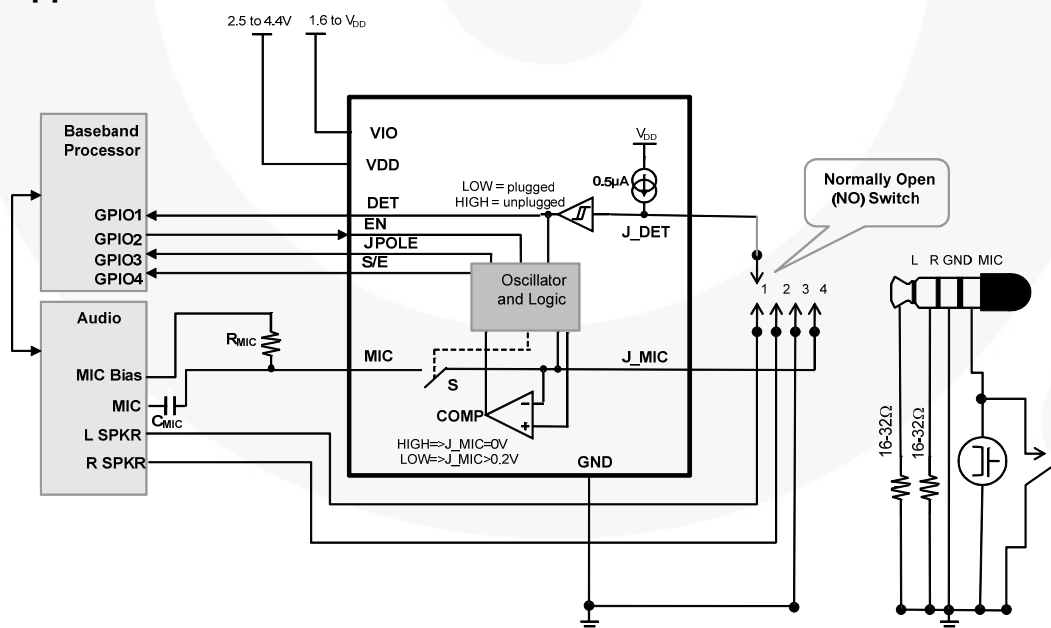 2.5 to 4.4V
1.6 to VDD
Baseband
Processor
GPIO1
GPIO2
GPIO3
GPIO4
Audio
MIC Bias
MIC
L SPKR
R SPKR
RMIC
CMIC
VIO
VDD
DET
EN
JPOLE
S/E
MIC
LOW = plugged
HIGH = unplugged
VDD
0.5µA
J_DET
Oscillator
and Logic
J_MIC
S
COMP
HIGH=>J_MIC=0V
LOW=>J_MIC>0.2V
GND
Normally Open
(NO) Switch
1 2 3 4
L R GND MIC
16-32Ω
16-32Ω